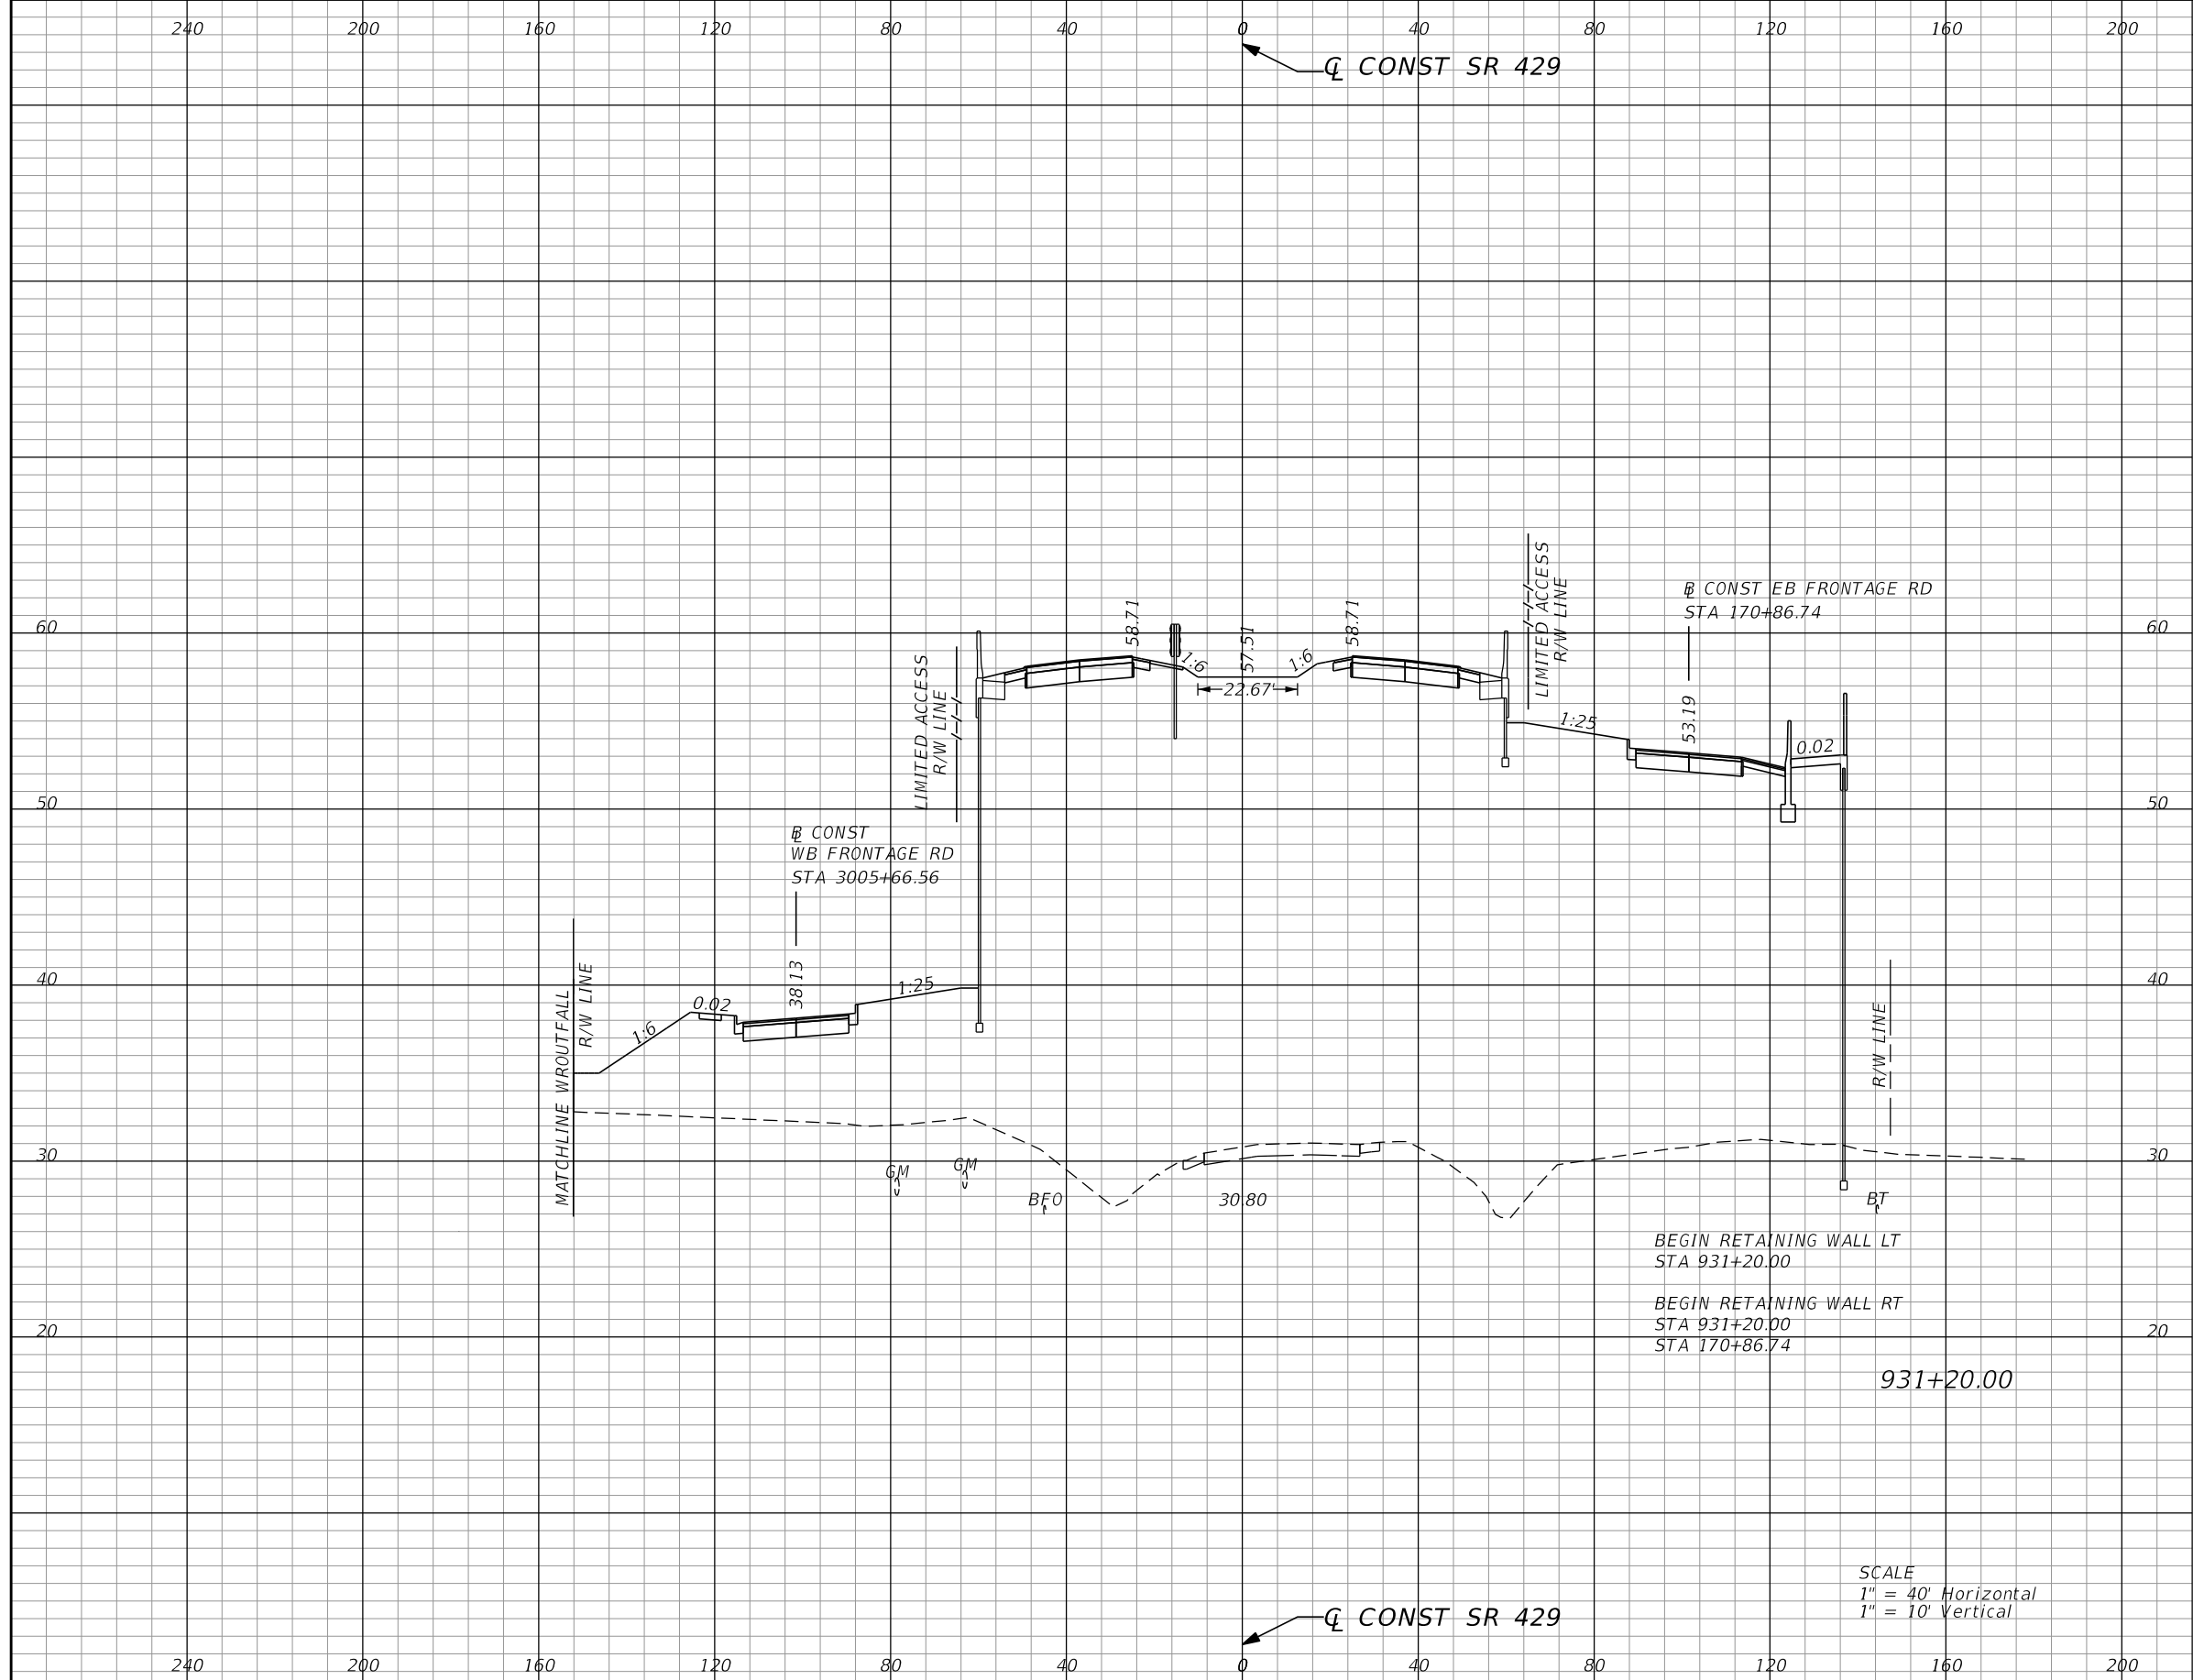 240 200 160 120 80 40 0 40 80 120 160 200
℄ CONST SR 429
LIMITED ACCESS
R/W LINE
℄ CONST EB FRONTAGE RD
STA 170+86.74
58.71
57.51
58.71
60
60
1:6
1:6
22.67'
LIMITED ACCESS
R/W LINE
53.19
1:25
0.02
50
50
℄ CONST
WB FRONTAGE RD
STA 3005+66.56
38.13
40
40
1:25
0.02
1:6
MATCHLINE WROUTFALL
R/W LINE
R/W LINE
30
30
GM
GM
BFO
30.80
BT
BEGIN RETAINING WALL LT
STA 931+20.00
BEGIN RETAINING WALL RT
STA 931+20.00
STA 170+86.74
20
20
931+20.00
SCALE
1" = 40' Horizontal
1" = 10' Vertical
℄ CONST SR 429
240 200 160 120 80 40 0 40 80 120 160 200